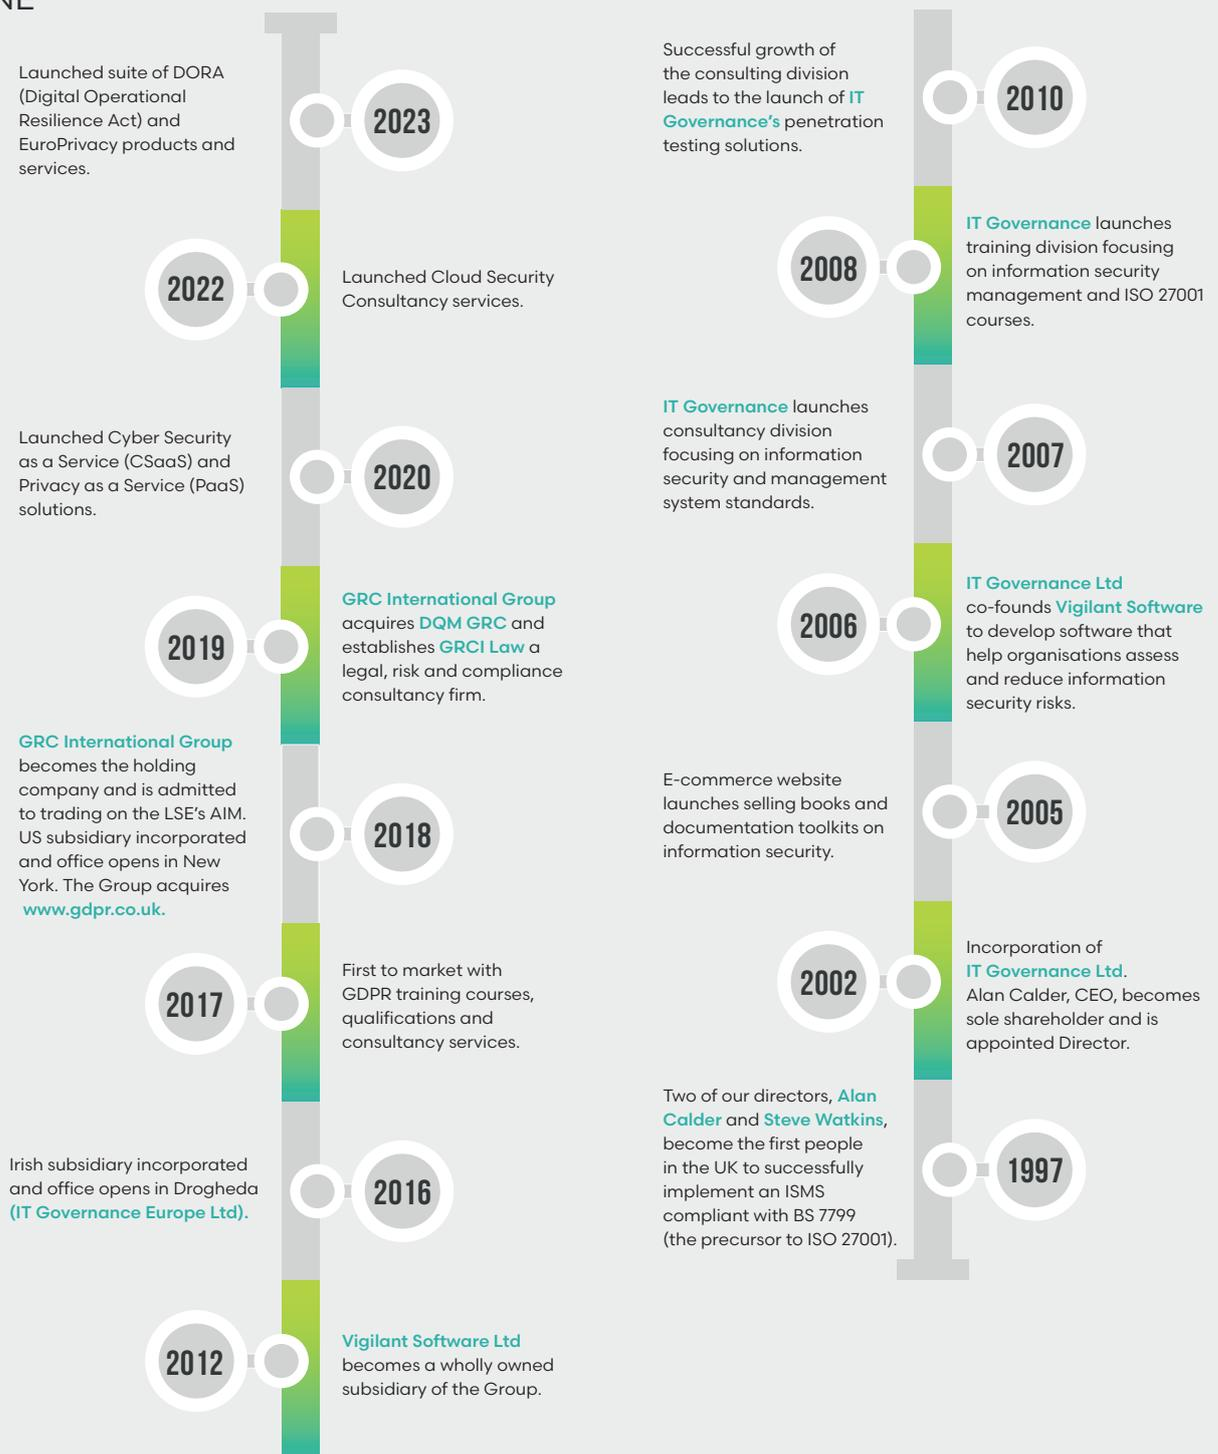 NE
Launched suite of DORA
(Digital Operational
Resilience Act) and
EuroPrivacy products and
services.
2023
2022
Launched Cloud Security
Consultancy services.
Launched Cyber Security
as a Service (CSaaS) and
Privacy as a Service (PaaS)
solutions.
2020
2019
GRC International Group
acquires DQM GRC and
establishes GRCI Law a
legal, risk and compliance
consultancy firm.
GRC International Group
becomes the holding
company and is admitted
to trading on the LSE’s AIM.
US subsidiary incorporated
and office opens in New
York. The Group acquires
www.gdpr.co.uk.
2018
2017
First to market with
GDPR training courses,
qualifications and
consultancy services.
Irish subsidiary incorporated
and office opens in Drogheda
(IT Governance Europe Ltd).
2016
2012
Vigilant Software Ltd
becomes a wholly owned
subsidiary of the Group.
Successful growth of
the consulting division
leads to the launch of IT
Governance’s penetration
testing solutions.
2010
2008
IT Governance launches
training division focusing
on information security
management and ISO 27001
courses.
IT Governance launches
consultancy division
focusing on information
security and management
system standards.
2007
2006
IT Governance Ltd
co-founds Vigilant Software
to develop software that
help organisations assess
and reduce information
security risks.
E-commerce website
launches selling books and
documentation toolkits on
information security.
2005
2002
Incorporation of
IT Governance Ltd.
Alan Calder, CEO, becomes
sole shareholder and is
appointed Director.
Two of our directors, Alan
Calder and Steve Watkins,
become the first people
in the UK to successfully
implement an ISMS
compliant with BS 7799
(the precursor to ISO 27001).
1997